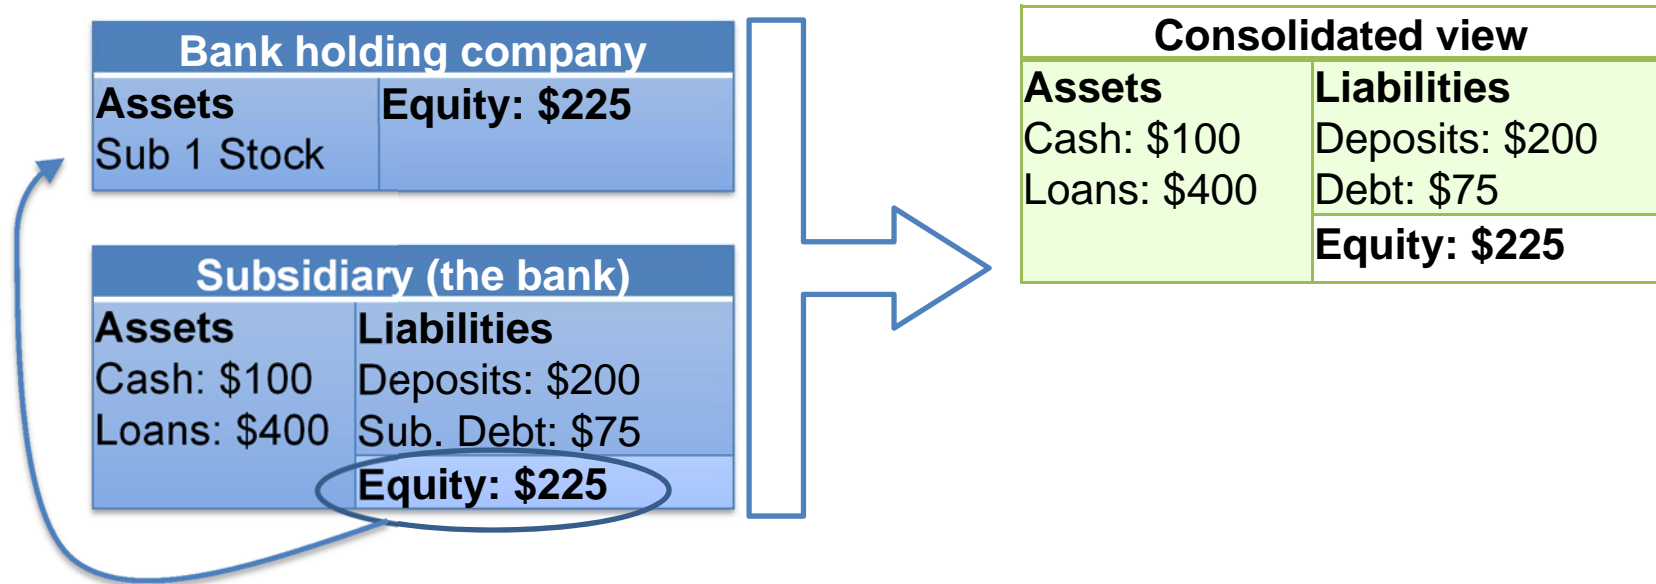 Bank holding company
Assets
Equity: $225
Sub 1 Stock
Subsidiary (the bank)
Assets
Liabilities
Cash: $100
Deposits: $200
Loans: $400
Sub. Debt: $75
Equity: $225
Consolidated view
Assets
Liabilities
Cash: $100
Deposits: $200
Loans: $400
Debt: $75
Equity: $225